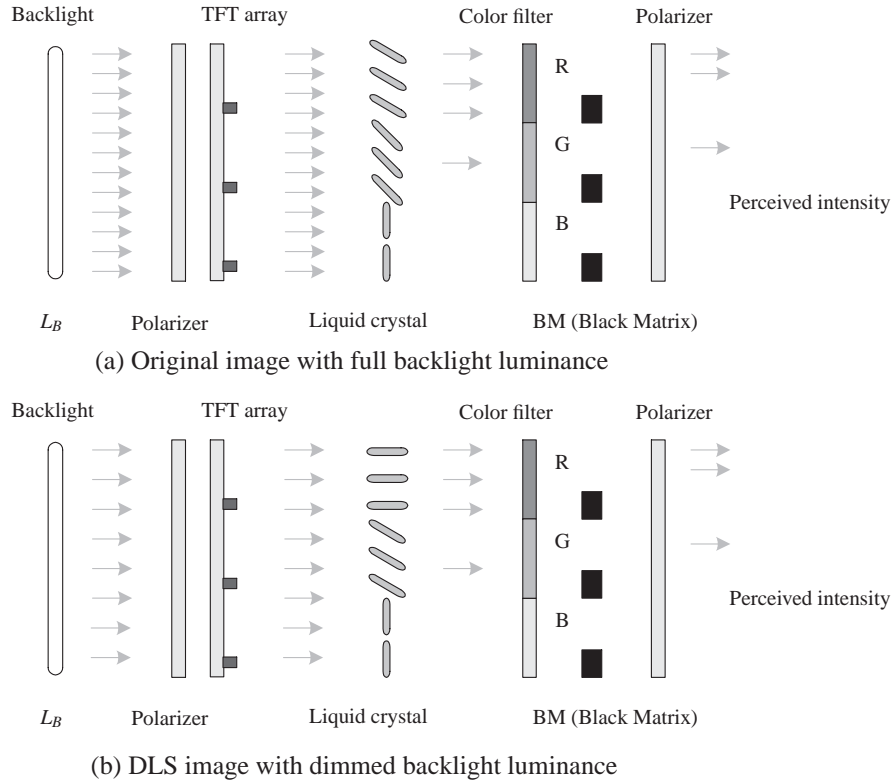 Backlight TFT array Color filter Polarizer
R
G
B
Perceived intensity
L_B Polarizer Liquid crystal BM (Black Matrix)
(a) Original image with full backlight luminance
Backlight TFT array Color filter Polarizer
R
G
B
Perceived intensity
L_B Polarizer Liquid crystal BM (Black Matrix)
(b) DLS image with dimmed backlight luminance